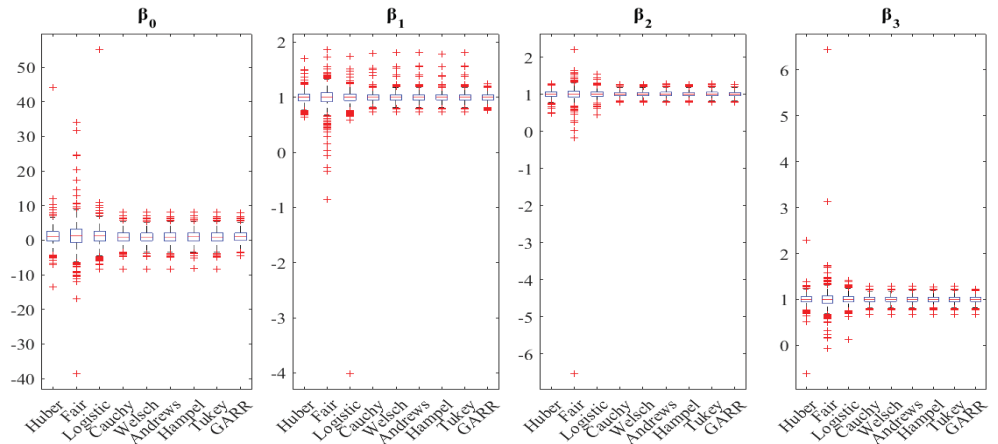 β0
50
40
30
20
10
0
-10
-20
-30
-40
Huber
Fair
Logistic
Cauchy
Welsch
Andrews
Hampel
Tukey
GARR
β1
2
1
0
-1
-2
-3
-4
Huber
Fair
Logistic
Cauchy
Welsch
Andrews
Hampel
Tukey
GARR
β2
2
1
0
-1
-2
-3
-4
-5
-6
Huber
Fair
Logistic
Cauchy
Welsch
Andrews
Hampel
Tukey
GARR
β3
6
5
4
3
2
1
0
Huber
Fair
Logistic
Cauchy
Welsch
Andrews
Hampel
Tukey
GARR